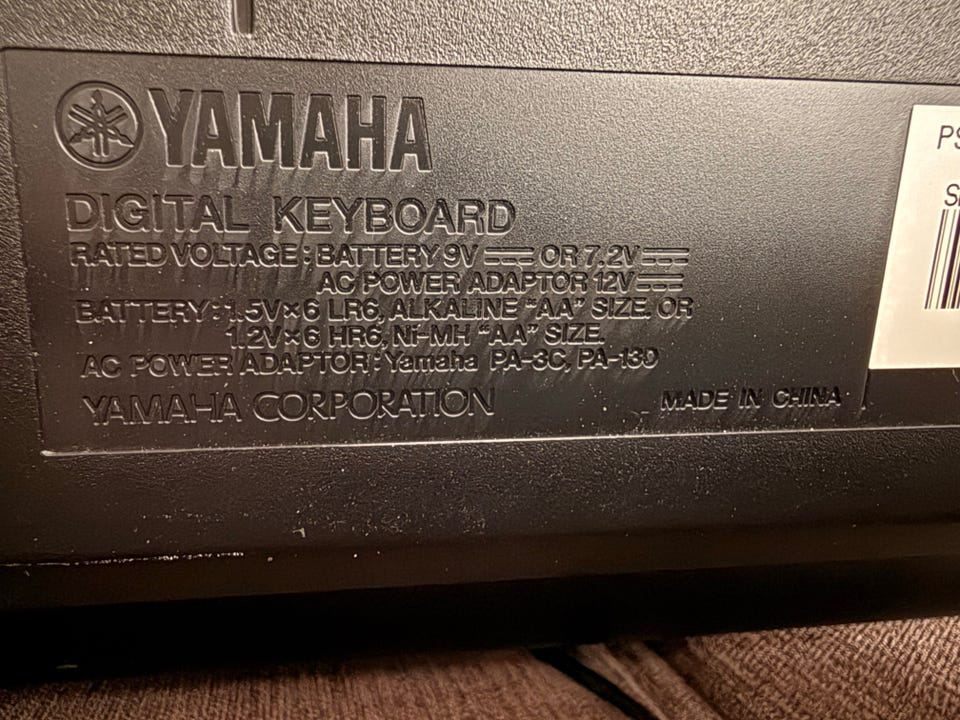 YAMAHA
DIGITAL KEYBOARD
RATED VOLTAGE : BATTERY 9V OR 7.2V
AC POWER ADAPTOR 12V
BATTERY : 1.5V×6 LR6, ALKALINE “AA” SIZE. OR
1.2V×6 HR6, Ni-MH “AA” SIZE.
AC POWER ADAPTOR : Yamaha PA-3C, PA-130
YAMAHA CORPORATION
MADE IN CHINA
PS